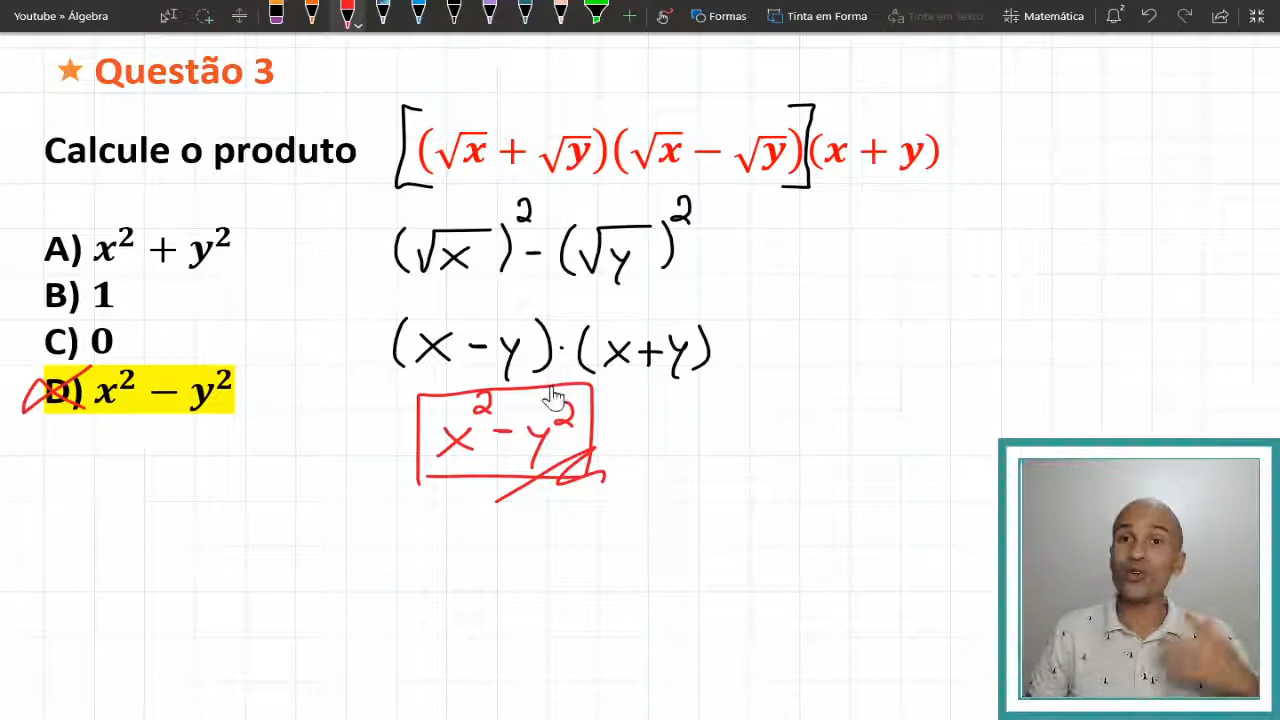 Youtube » Álgebra Formas Tinta em Forma Tinta em Texto Matemática
★ Questão 3
Calcule o produto [(√x + √y)(√x − √y)](x + y)
(√x)² - (√y)²
A) x² + y²
B) 1
C) 0
D) x² − y²
(x - y) · (x + y)
x² - y²